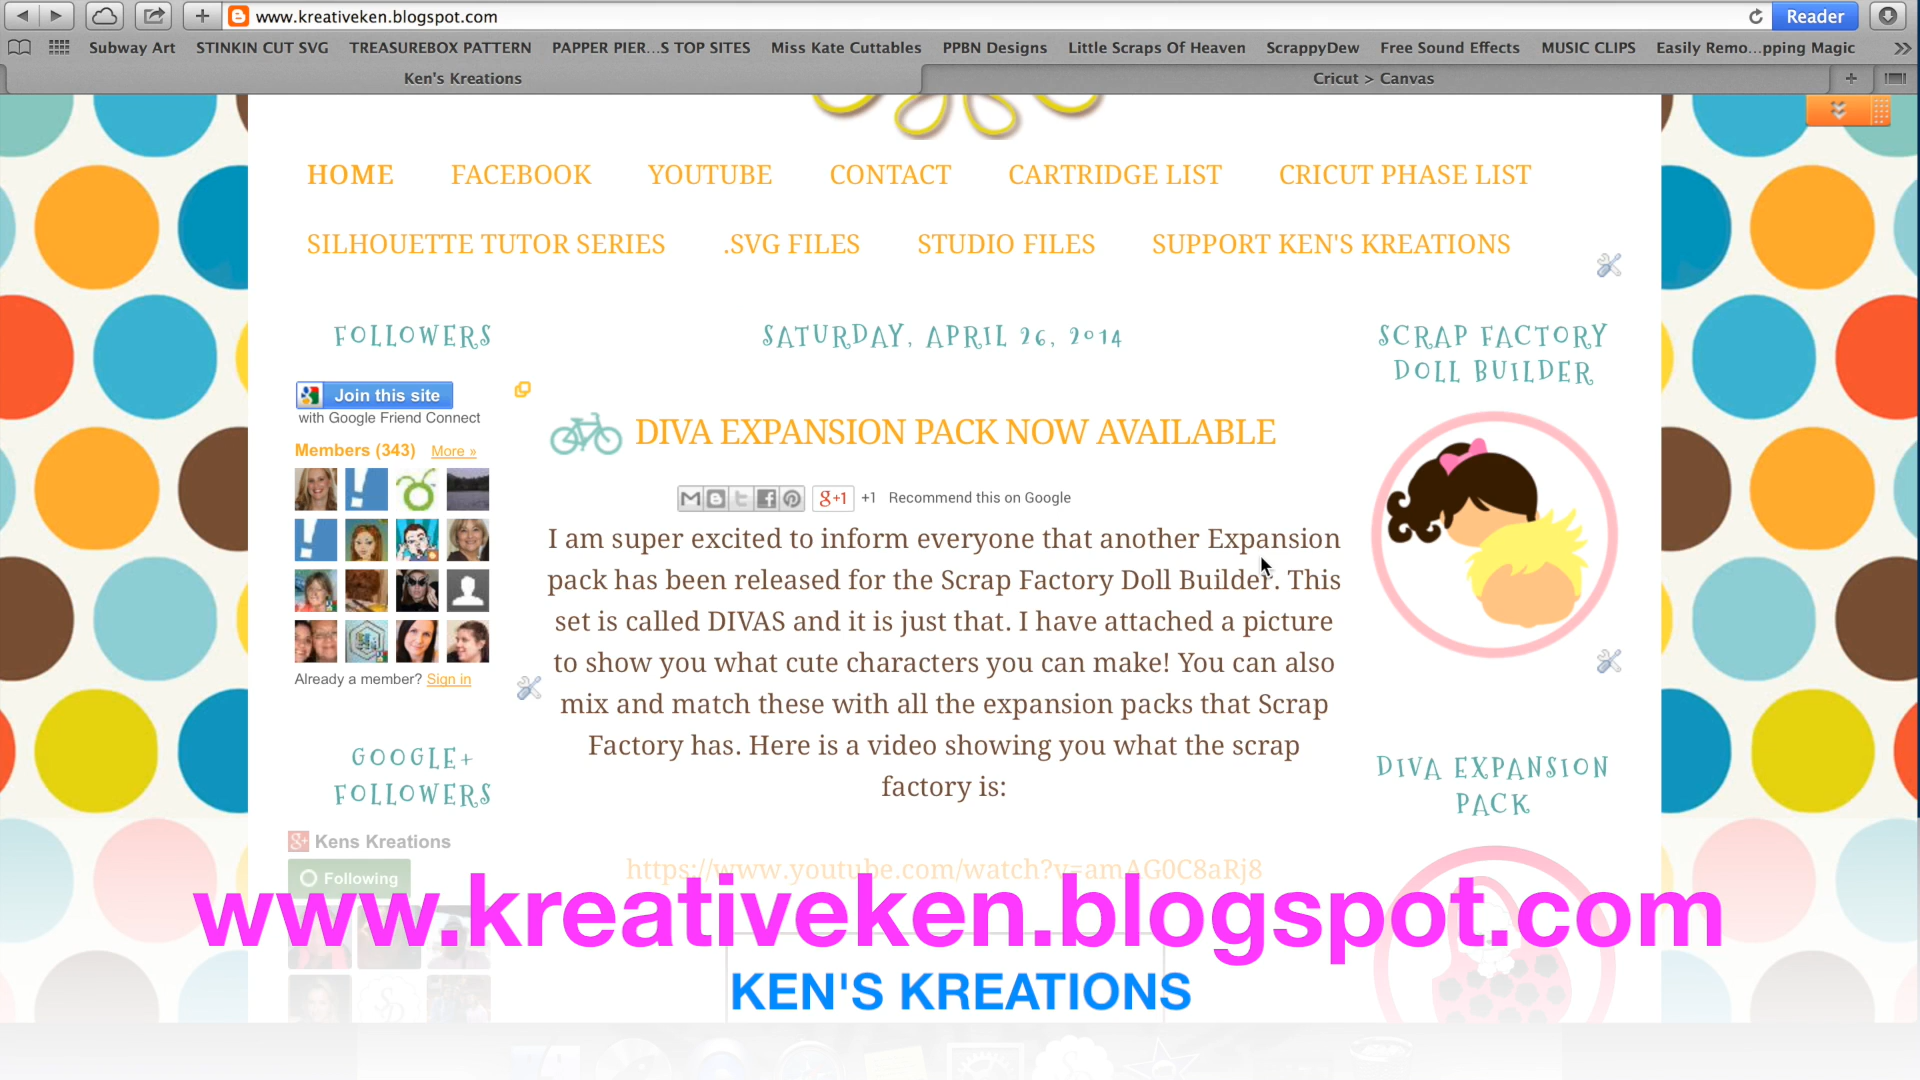 www.kreativeken.blogspot.com
Reader
Subway Art
STINKIN CUT SVG
TREASUREBOX PATTERN
PAPPER PIER...S TOP SITES
Miss Kate Cuttables
PPBN Designs
Little Scraps Of Heaven
ScrappyDew
Free Sound Effects
MUSIC CLIPS
Easily Remo...pping Magic
Ken's Kreations
Cricut > Canvas
HOME
FACEBOOK
YOUTUBE
CONTACT
CARTRIDGE LIST
CRICUT PHASE LIST
SILHOUETTE TUTOR SERIES
.SVG FILES
STUDIO FILES
SUPPORT KEN'S KREATIONS
FOLLOWERS
Join this site
with Google Friend Connect
Members (343) More »
Already a member? Sign in
GOOGLE+
FOLLOWERS
Kens Kreations
Following
SATURDAY, APRIL 26, 2014
DIVA EXPANSION PACK NOW AVAILABLE
g+1 +1 Recommend this on Google
I am super excited to inform everyone that another Expansion
pack has been released for the Scrap Factory Doll Builder. This
set is called DIVAS and it is just that. I have attached a picture
to show you what cute characters you can make! You can also
mix and match these with all the expansion packs that Scrap
Factory has. Here is a video showing you what the scrap
factory is:
https://www.youtube.com/watch?v=amAG0C8aRj8
SCRAP FACTORY
DOLL BUILDER
DIVA EXPANSION
PACK
www.kreativeken.blogspot.com
KEN'S KREATIONS